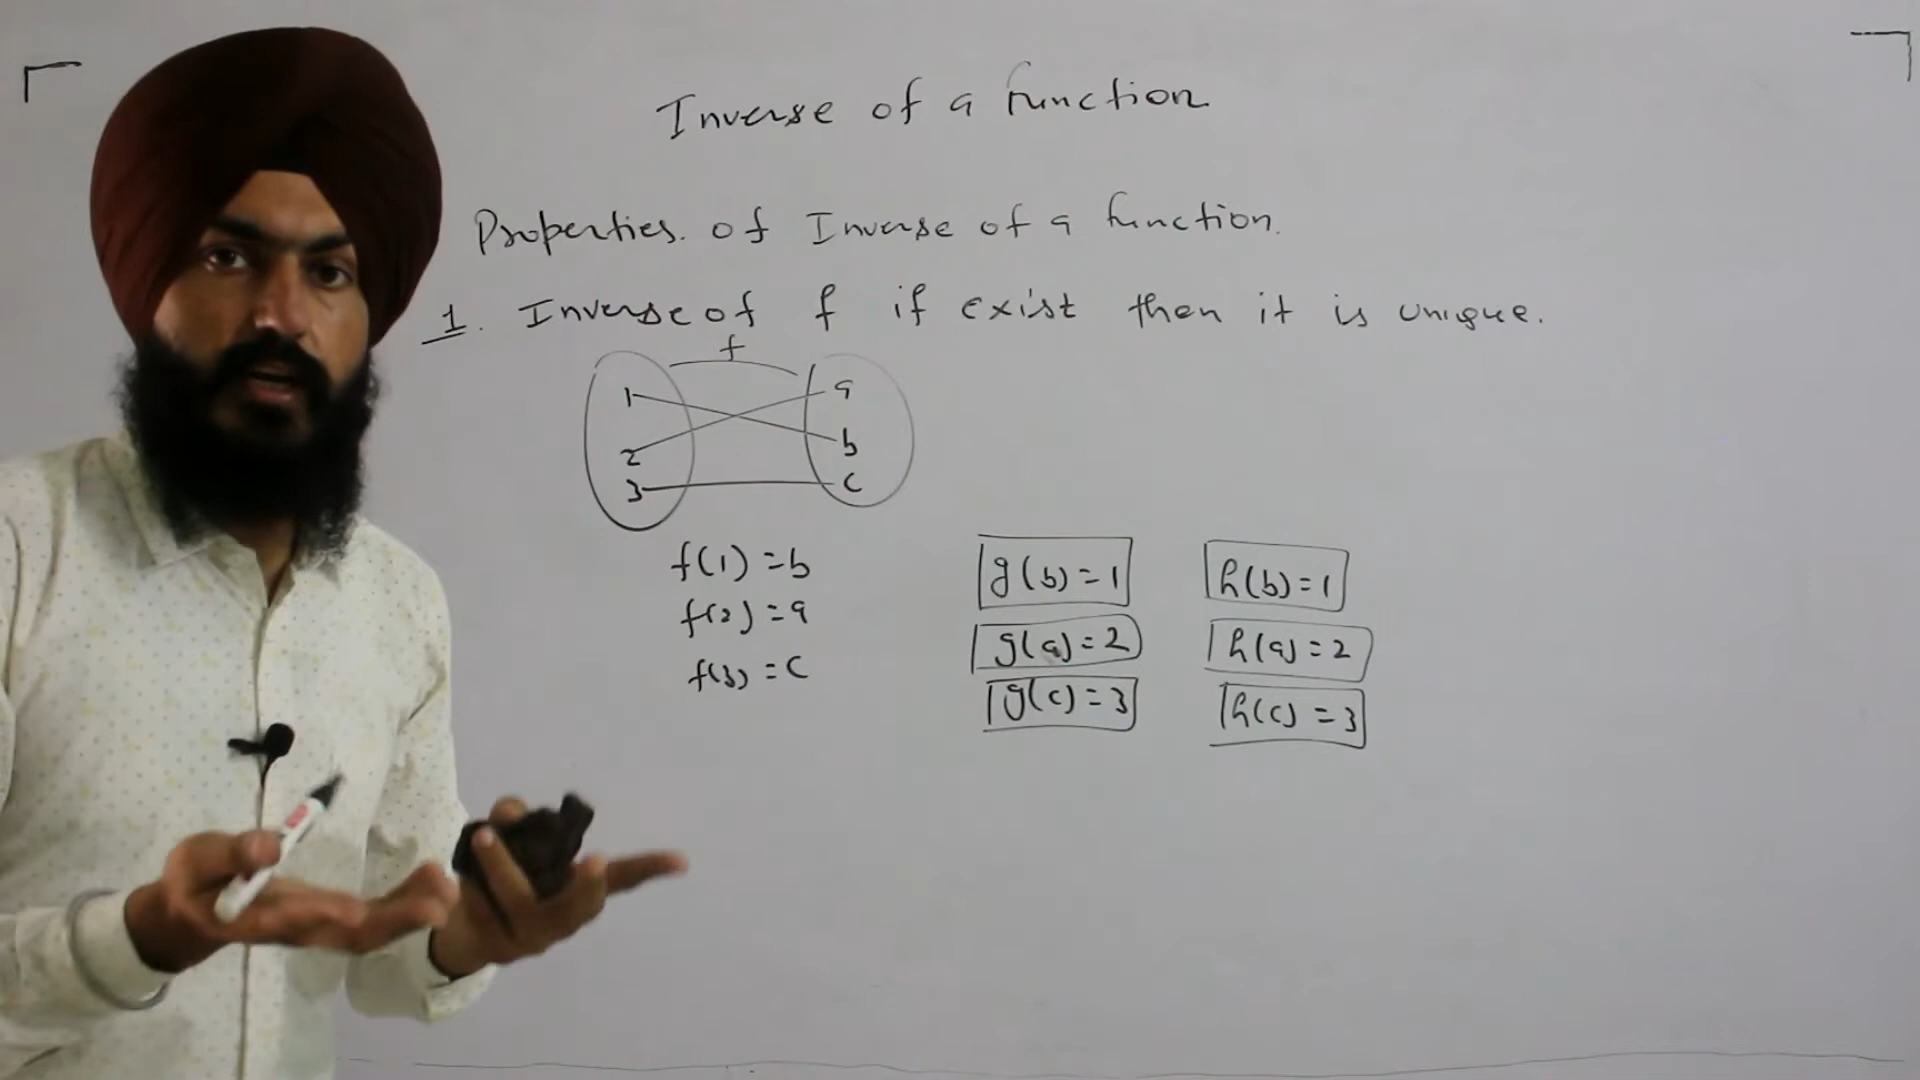 Inverse of a function
Properties. of Inverse of a function.
1. Inverse of f if exist then it is unique.
f
1 a
2 b
3 c
f(1) = b g(b) = 1 h(b) = 1
f(2) = a g(a) = 2 h(a) = 2
f(3) = c g(c) = 3 h(c) = 3